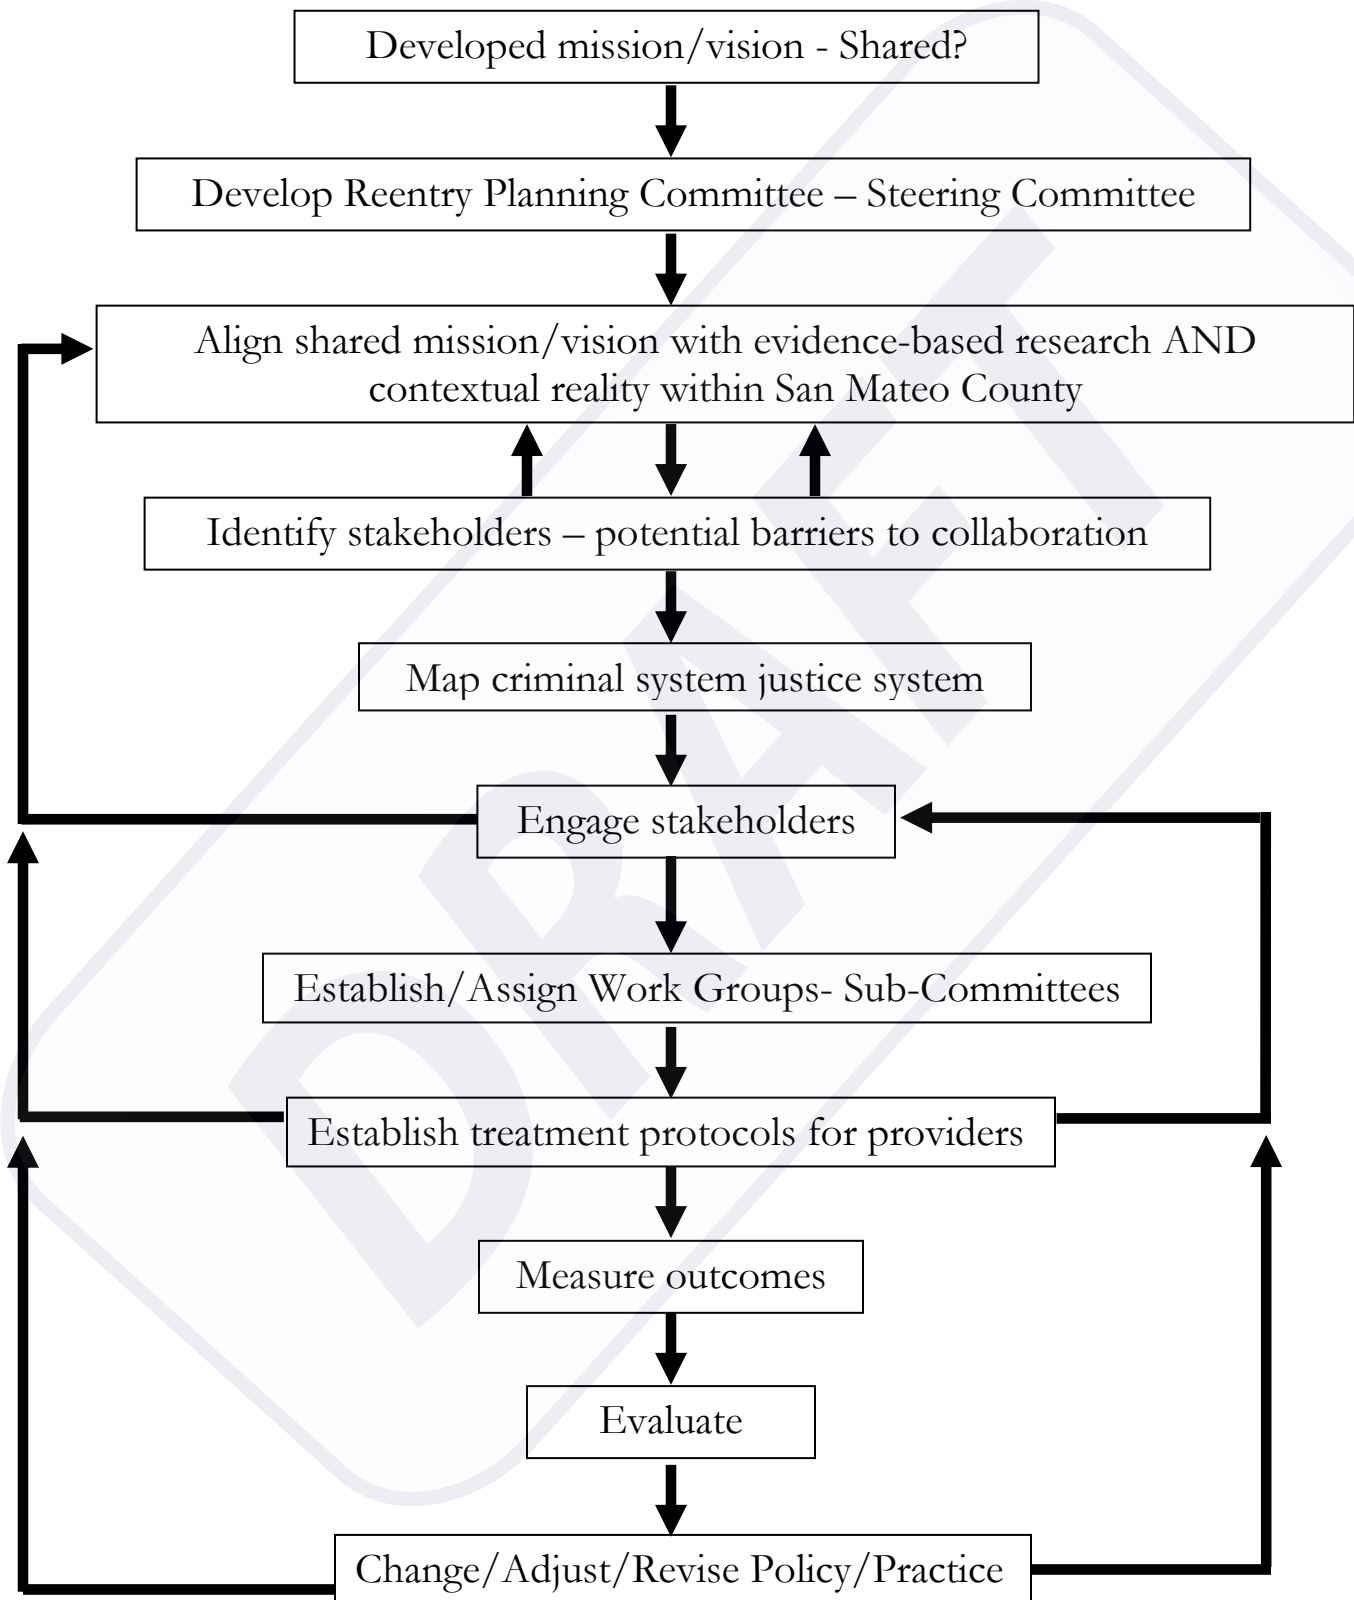 Developed mission/vision - Shared?
Develop Reentry Planning Committee – Steering Committee
Align shared mission/vision with evidence-based research AND
contextual reality within San Mateo County
Identify stakeholders – potential barriers to collaboration
Map criminal system justice system
Engage stakeholders
Establish/Assign Work Groups- Sub-Committees
Establish treatment protocols for providers
Measure outcomes
Evaluate
Change/Adjust/Revise Policy/Practice
DRAFT